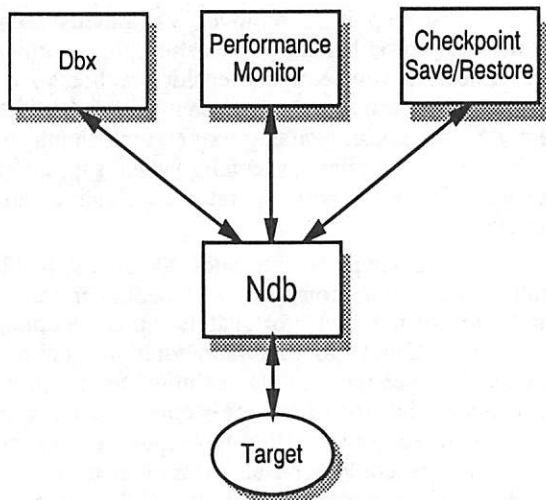 Dbx
Performance
Monitor
Checkpoint
Save/Restore
Ndb
Target